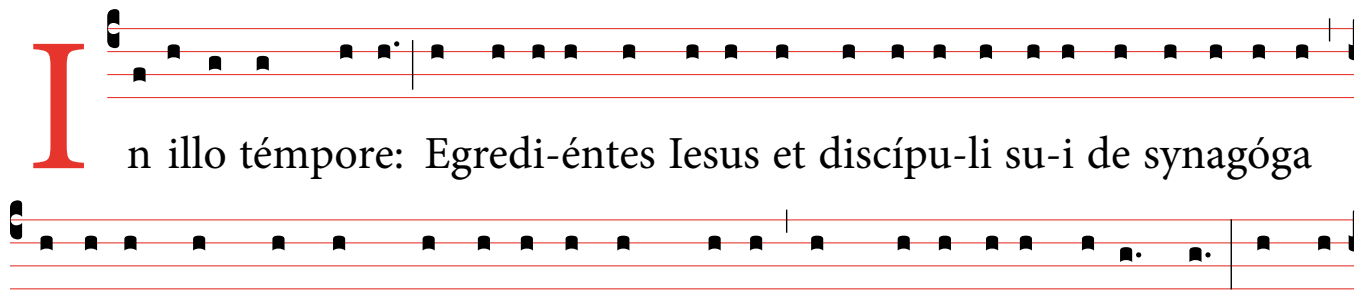 In illo témpore: Egredi-éntes Iesus et discípu-li su-i de synagóga